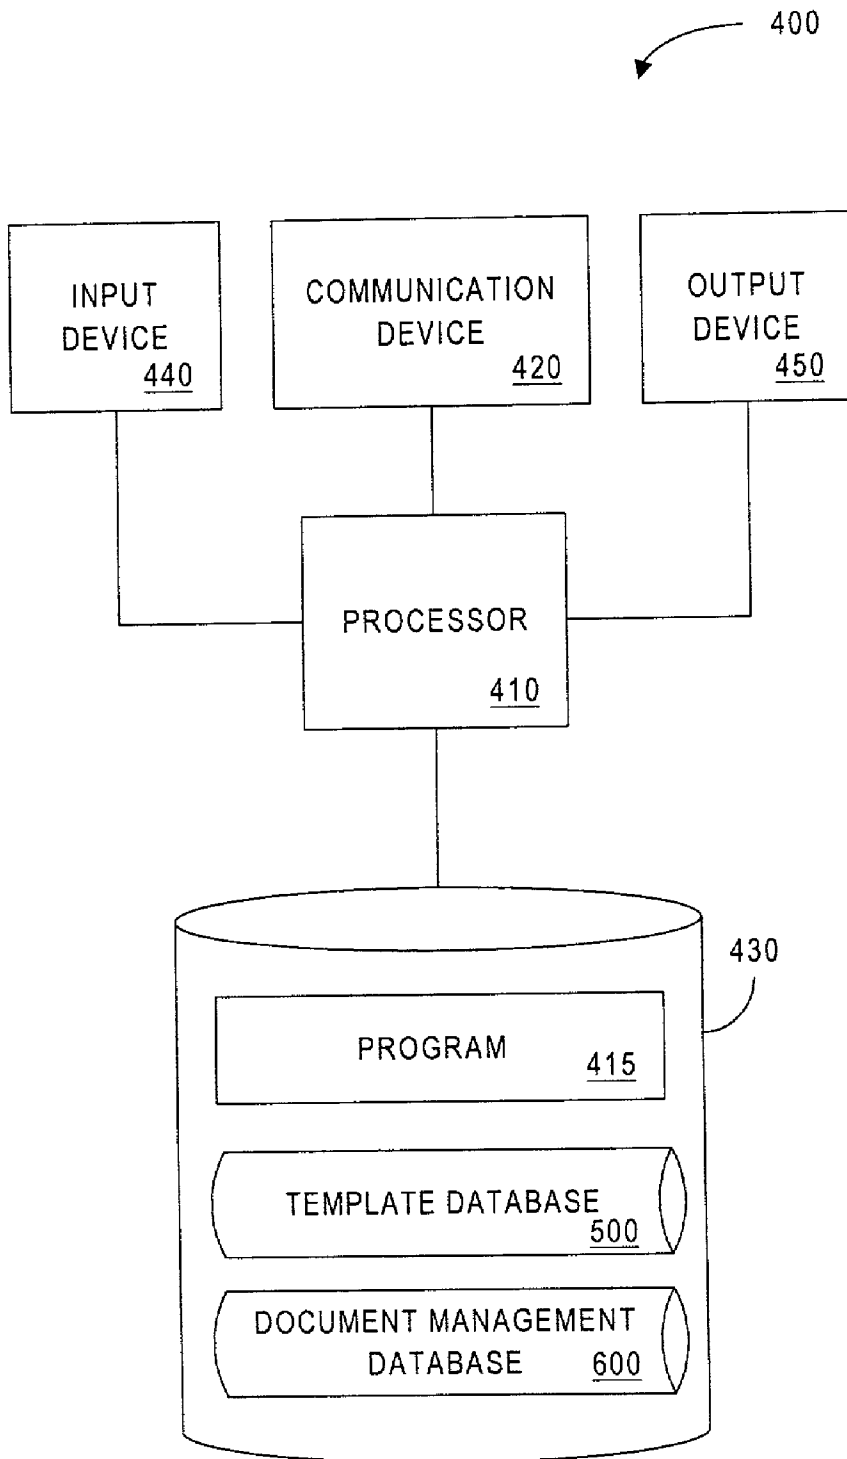 400
INPUT
DEVICE
440
COMMUNICATION
DEVICE
420
OUTPUT
DEVICE
450
PROCESSOR
410
430
PROGRAM
415
TEMPLATE DATABASE
500
DOCUMENT MANAGEMENT
DATABASE
600